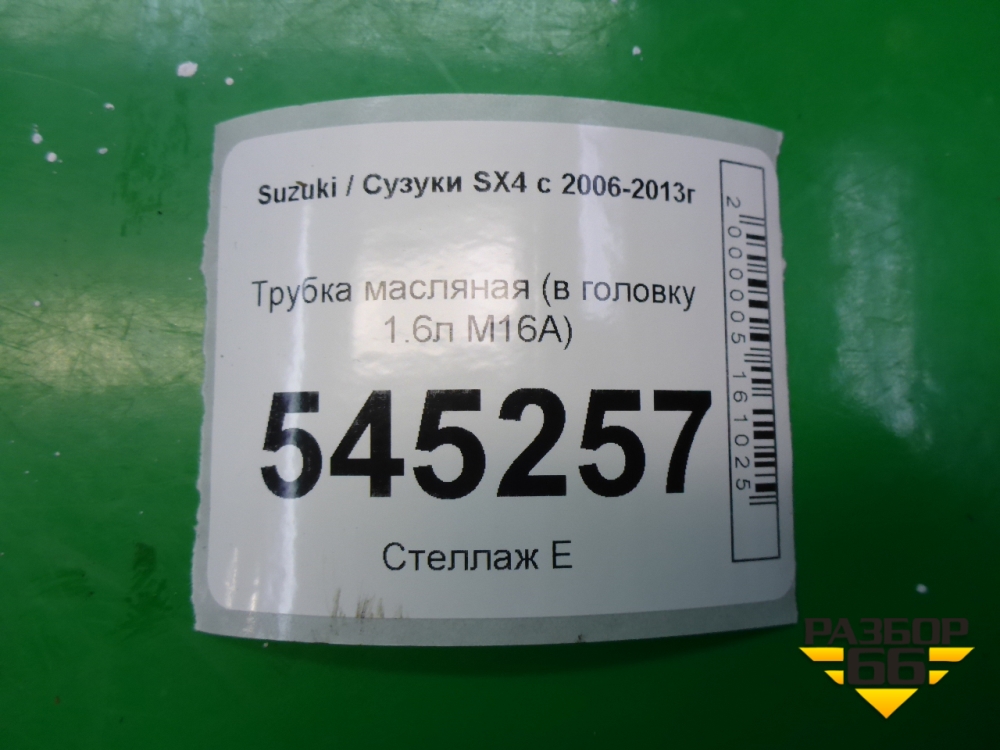 Suzuki / Сузуки SX4 с 2006-2013г
Трубка масляная (в головку
1.6л M16A)
545257
Стеллаж Е
2000005161025
РАЗБОР
66